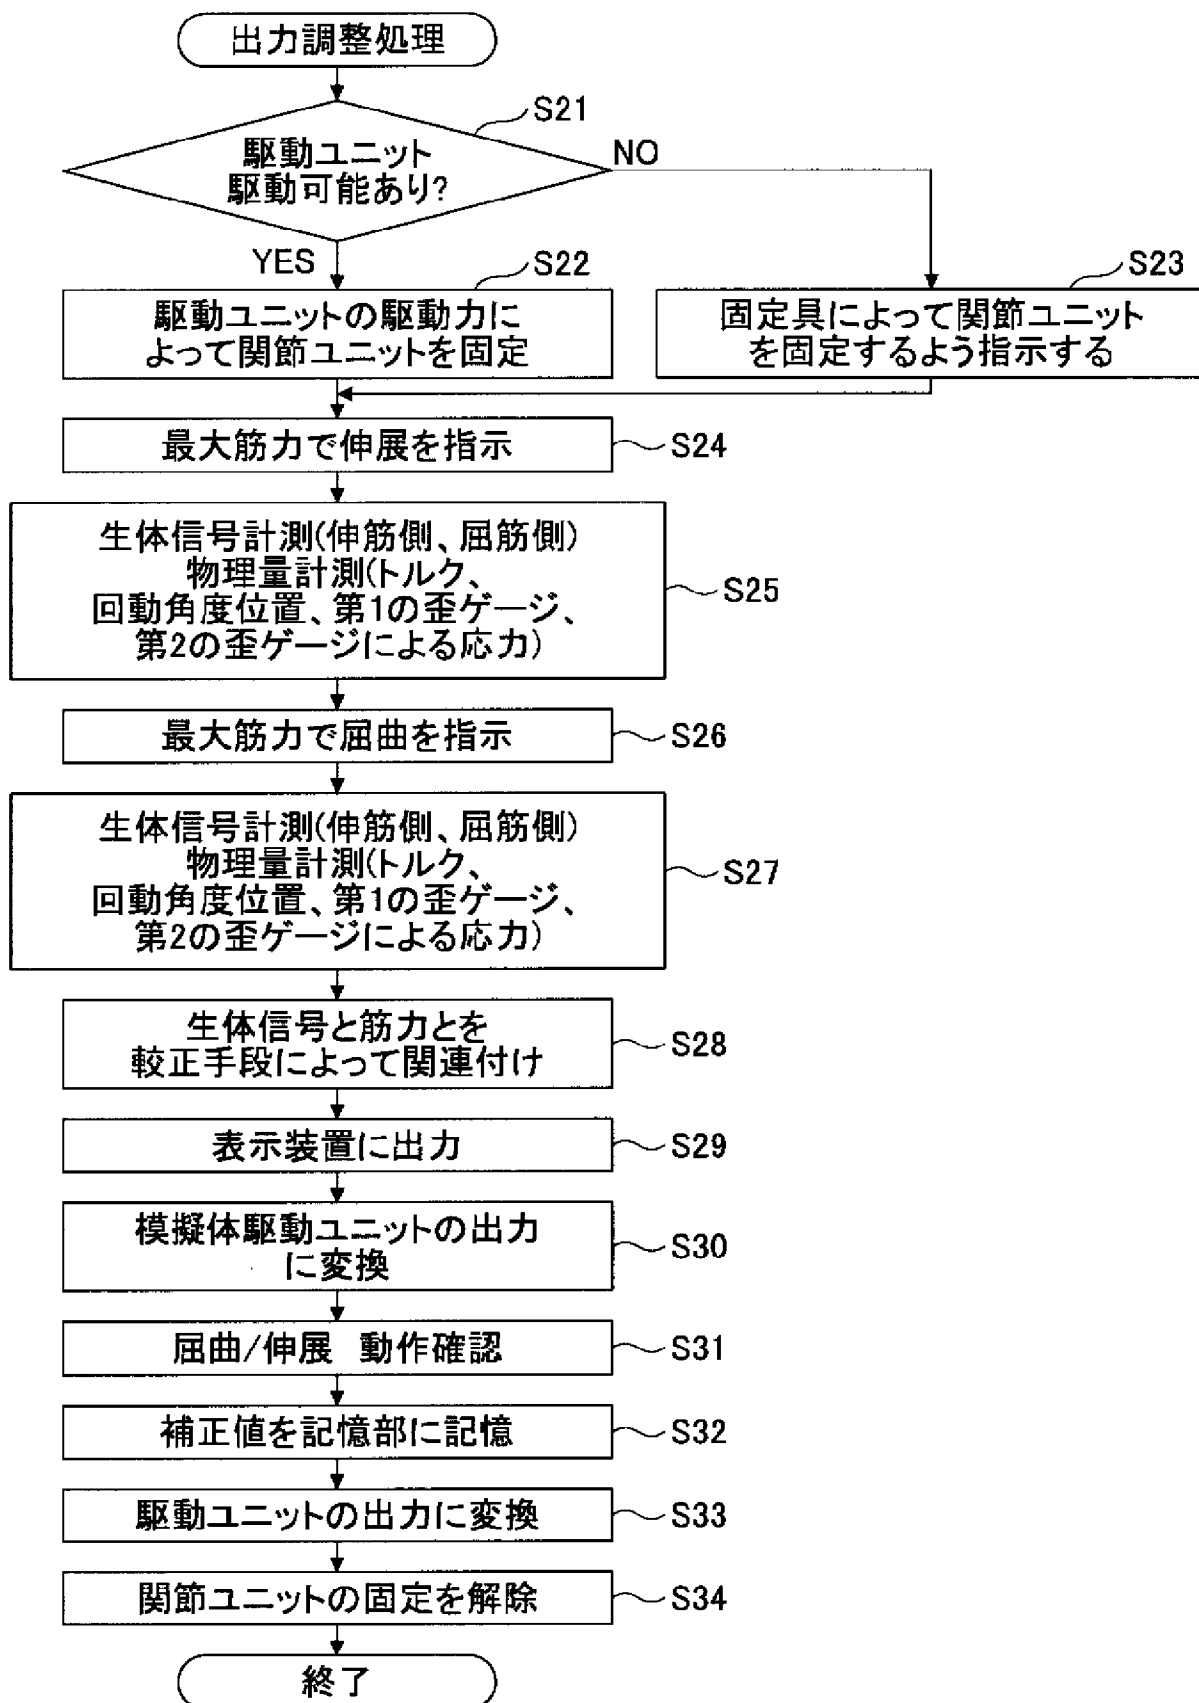 出力調整処理
S21
駆動ユニット
駆動可能あり?
NO
YES
S22
駆動ユニットの駆動力に
よって関節ユニットを固定
S23
固定具によって関節ユニット
を固定するよう指示する
最大筋力で伸展を指示
S24
生体信号計測(伸筋側、屈筋側)
物理量計測(トルク、
回動角度位置、第1の歪ゲージ、
第2の歪ゲージによる応力)
S25
最大筋力で屈曲を指示
S26
生体信号計測(伸筋側、屈筋側)
物理量計測(トルク、
回動角度位置、第1の歪ゲージ、
第2の歪ゲージによる応力)
S27
生体信号と筋力とを
較正手段によって関連付け
S28
表示装置に出力
S29
模擬体駆動ユニットの出力
に変換
S30
屈曲/伸展 動作確認
S31
補正値を記憶部に記憶
S32
駆動ユニットの出力に変換
S33
関節ユニットの固定を解除
S34
終了